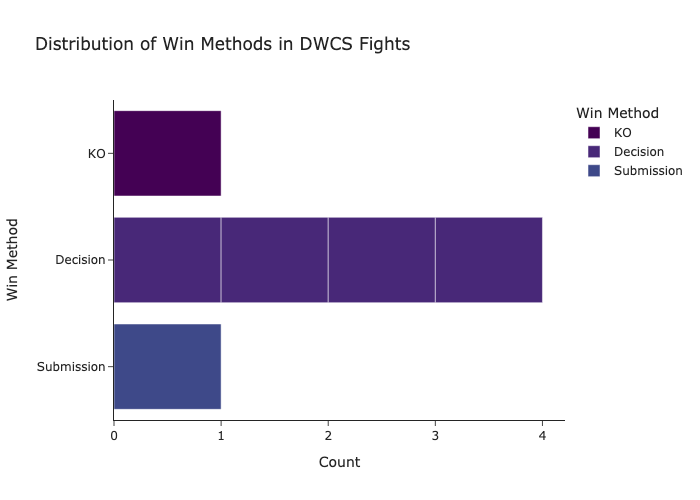 Distribution of Win Methods in DWCS Fights
Win Method
KO
Decision
Submission
KO
Decision
Submission
Win Method
0 1 2 3 4
Count